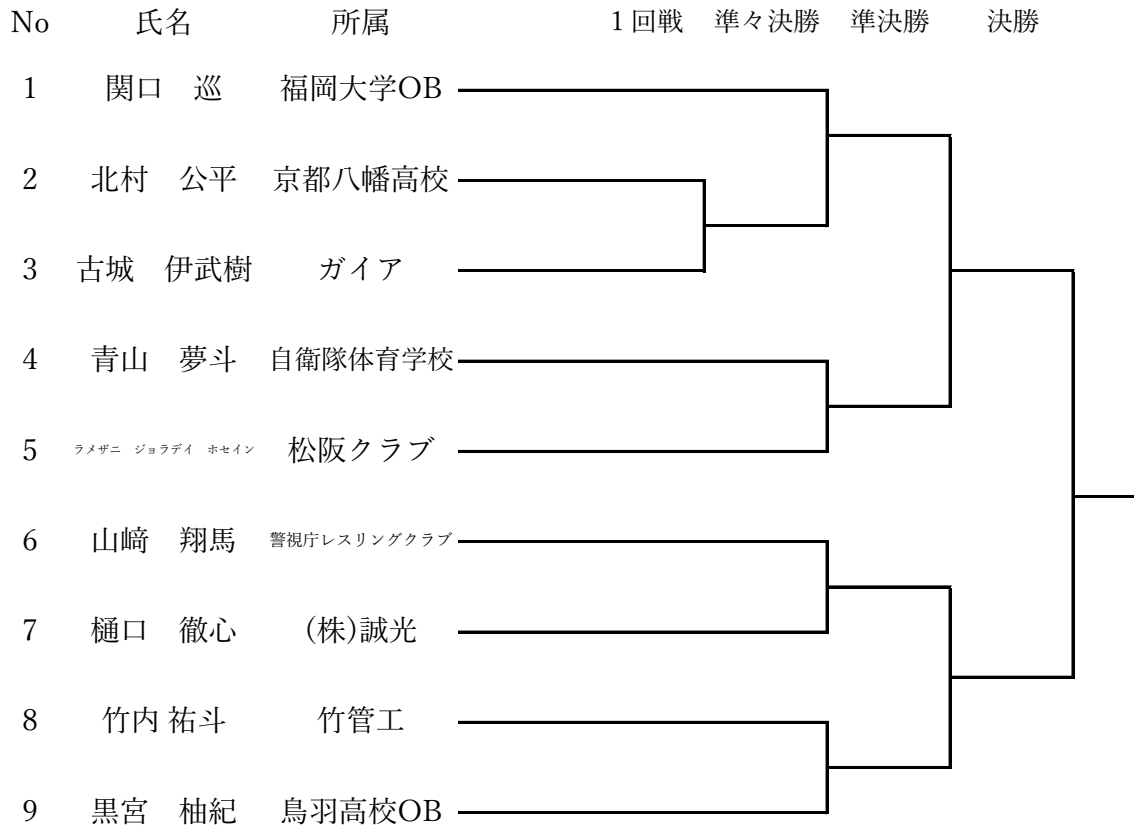 No 氏名 所属 1回戦 準々決勝 準決勝 決勝
1 関口 巡 福岡大学OB
2 北村 公平 京都八幡高校
3 古城 伊武樹 ガイア
4 青山 夢斗 自衛隊体育学校
5 ラメザニ ジョラデイ ホセイン 松阪クラブ
6 山﨑 翔馬 警視庁レスリングクラブ
7 樋口 徹心 (株)誠光
8 竹内 祐斗 竹管工
9 黒宮 柚紀 鳥羽高校OB